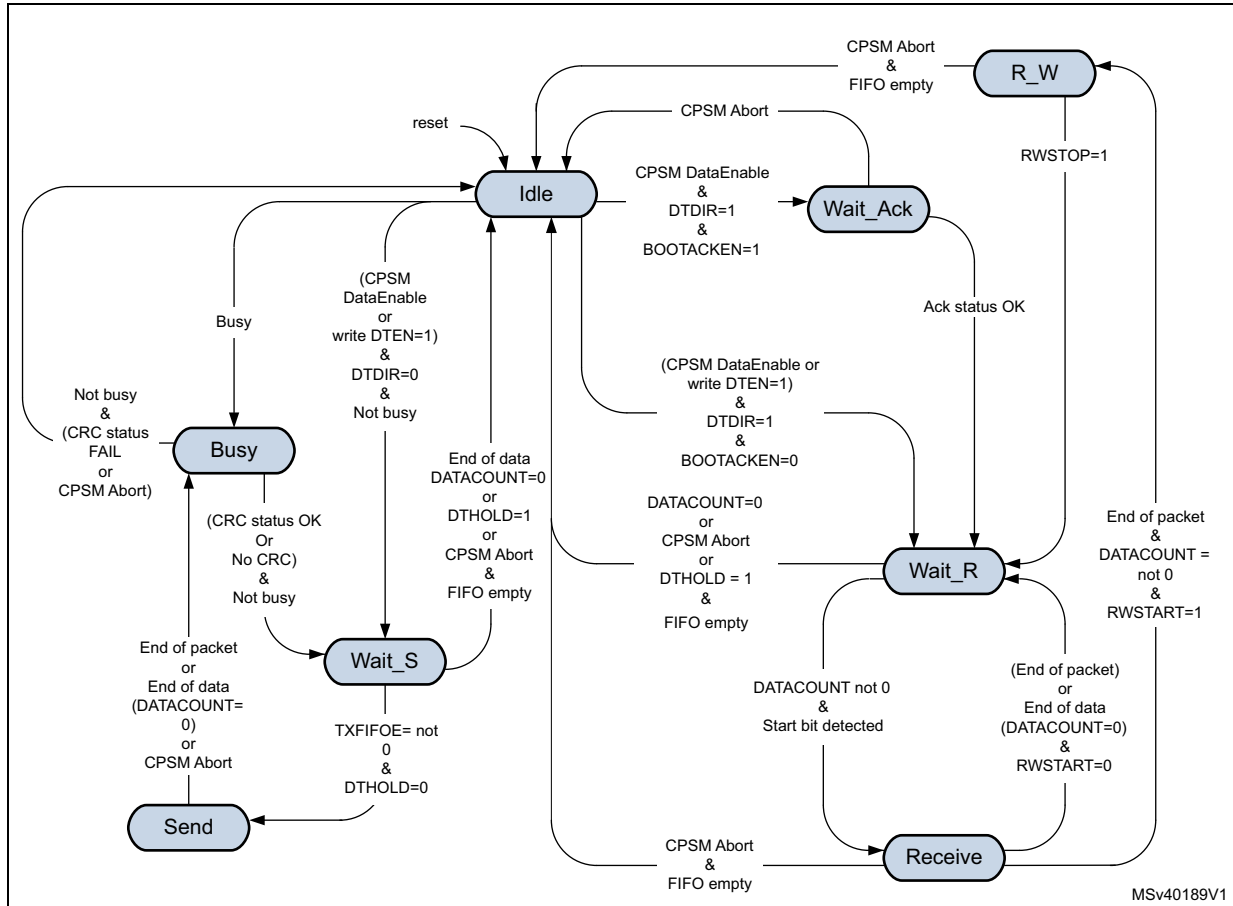 CPSM Abort
&
FIFO empty
R_W
reset
CPSM Abort
RWSTOP=1
Idle
CPSM DataEnable
&
DTDIR=1
&
BOOTACKEN=1
Wait_Ack
(CPSM
DataEnable
or
write DTEN=1)
&
DTDIR=0
&
Not busy
Busy
Ack status OK
(CPSM DataEnable or
write DTEN=1)
&
DTDIR=1
&
BOOTACKEN=0
Not busy
&
(CRC status
FAIL
or
CPSM Abort)
Busy
End of data
DATACOUNT=0
or
DTHOLD=1
or
CPSM Abort
&
FIFO empty
(CRC status OK
Or
No CRC)
&
Not busy
DATACOUNT=0
or
CPSM Abort
or
DTHOLD = 1
&
FIFO empty
Wait_R
End of packet
&
DATACOUNT =
not 0
&
RWSTART=1
Wait_S
End of packet
or
End of data
(DATACOUNT=
0)
or
CPSM Abort
DATACOUNT not 0
&
Start bit detected
(End of packet)
or
End of data
(DATACOUNT=0)
&
RWSTART=0
TXFIFOE= not
0
&
DTHOLD=0
Send
CPSM Abort
&
FIFO empty
Receive
MSv40189V1